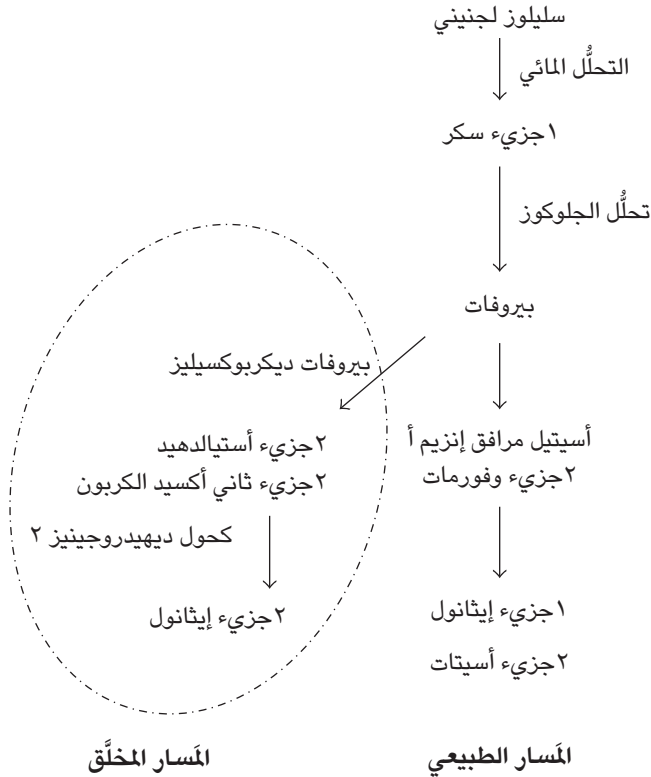 سليلوز لجنيني
التحلُّل المائي
١جزيء سكر
تحلُّل الجلوكوز
بيروفات
بيروفات ديكربوكسيليز
أسيتيل مرافق إنزيم أ
٢جزيء وفورمات
٢جزيء أستيالدهيد
٢جزيء ثاني أكسيد الكربون
كحول ديهيدروجينيز ٢
١جزيء إيثانول
٢جزيء أسيتات
٢جزيء إيثانول
المَسار الطبيعي
المَسار المخلَّق